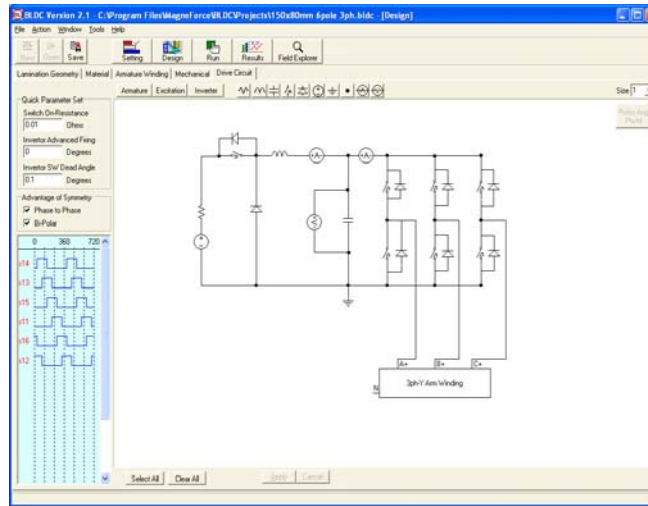 BLDC Version 2.1 - C:\Program Files\MagneForce\BLDC\Projects\150x80mm 6pole 3ph.bldc - [Design]
File Action Window Tools Help
New Open Save Setting Design Run Results Field Explorer
Lamination Geometry Material Armature Winding Mechanical Drive Circuit
Armature Excitation Inverter Size 1
Quick Parameter Set
Switch On-Resistance
0.01 Ohms
Invertor Advanced Firing
0 Degrees
Invertor SW Dead Angle
0.1 Degrees
Advantage of Symmetry
Phase to Phase
Bi-Polar
0 360 720
s14
s13
s15
s11
s16
s12
A A
A+ B+ C+
N 3ph-Y Arm Winding
Select All Clear All Apply Cancel